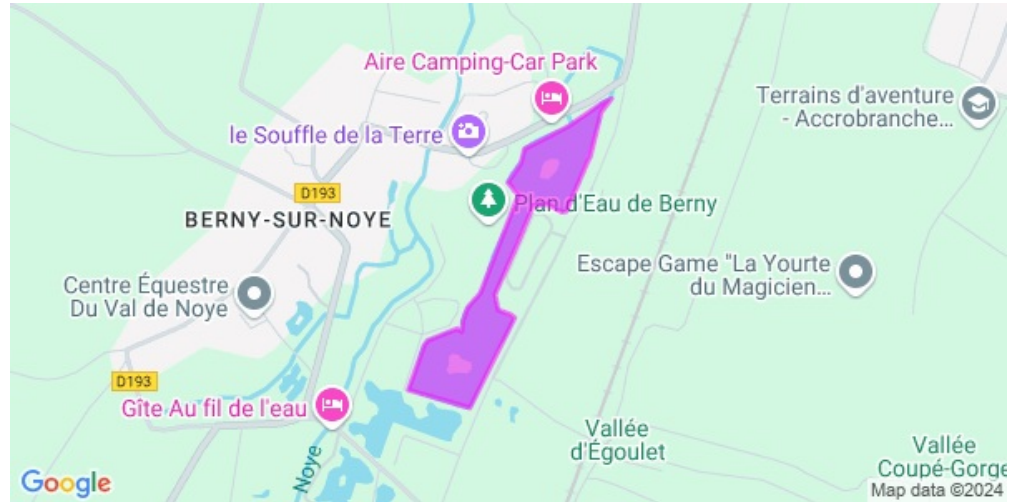 Aire Camping-Car Park
Terrains d'aventure
- Accrobranche...
le Souffle de la Terre
D193
Plan d'Eau de Berny
BERNY-SUR-NOYE
Escape Game "La Yourte
du Magicien...
Centre Équestre
Du Val de Noye
D193
Gîte Au fil de l'eau
Vallée
d'Égoulet
Vallée
Coupé-Gorge
Noye
Google
Map data ©2024